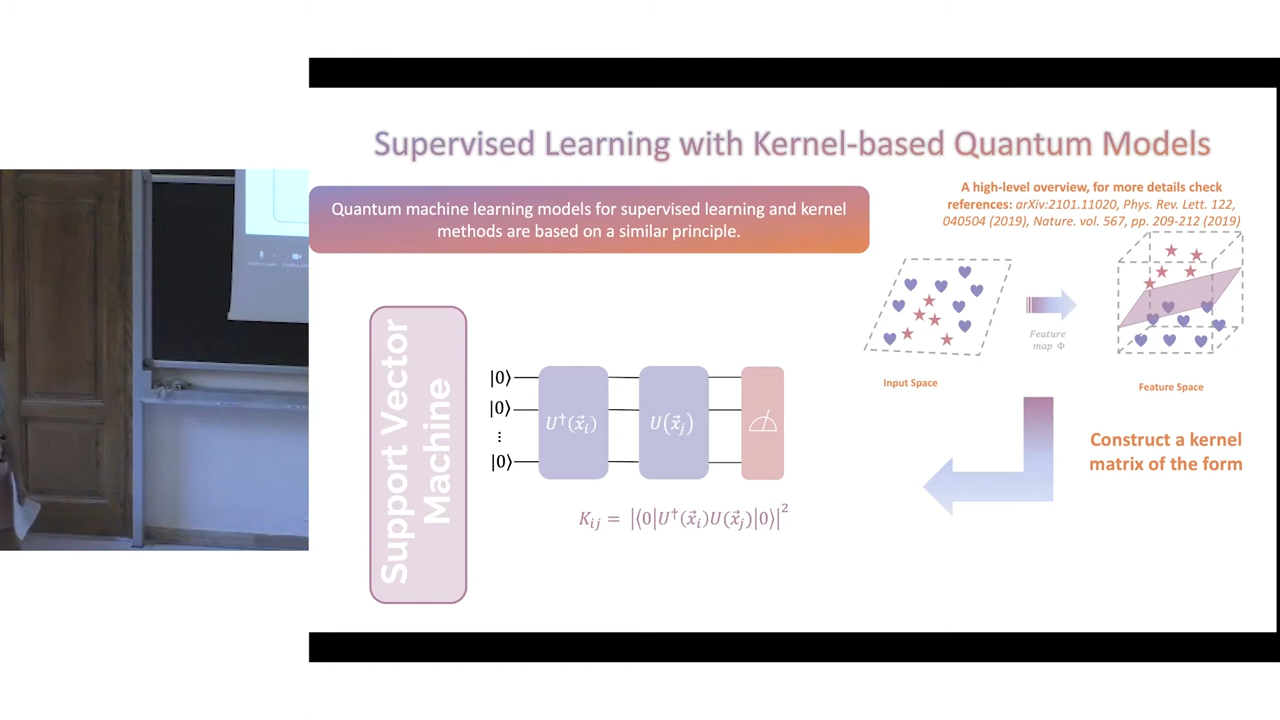 Supervised Learning with Kernel-based Quantum Models
Quantum machine learning models for supervised learning and kernel
methods are based on a similar principle.
A high-level overview, for more details check
references: arXiv:2101.11020, Phys. Rev. Lett. 122,
040504 (2019), Nature. vol. 567, pp. 209-212 (2019)
Feature
map Φ
Input Space
Feature Space
Support Vector
Machine
|0⟩
|0⟩
⋮
|0⟩
U†(x⃗ᵢ)
U(x⃗ⱼ)
Kᵢⱼ = |⟨0|U†(x⃗ᵢ)U(x⃗ⱼ)|0⟩|²
Construct a kernel
matrix of the form